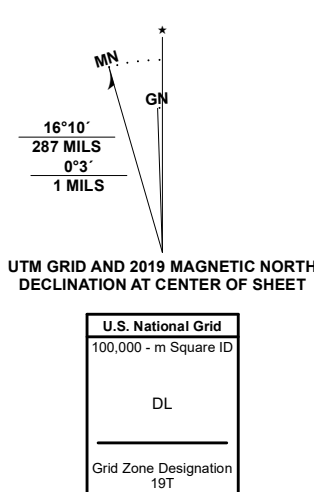 ★
MN
GN
16°10´
287 MILS
0°3´
1 MILS
UTM GRID AND 2019 MAGNETIC NORTH
DECLINATION AT CENTER OF SHEET
U.S. National Grid
100,000 - m Square ID
DL
Grid Zone Designation
19T